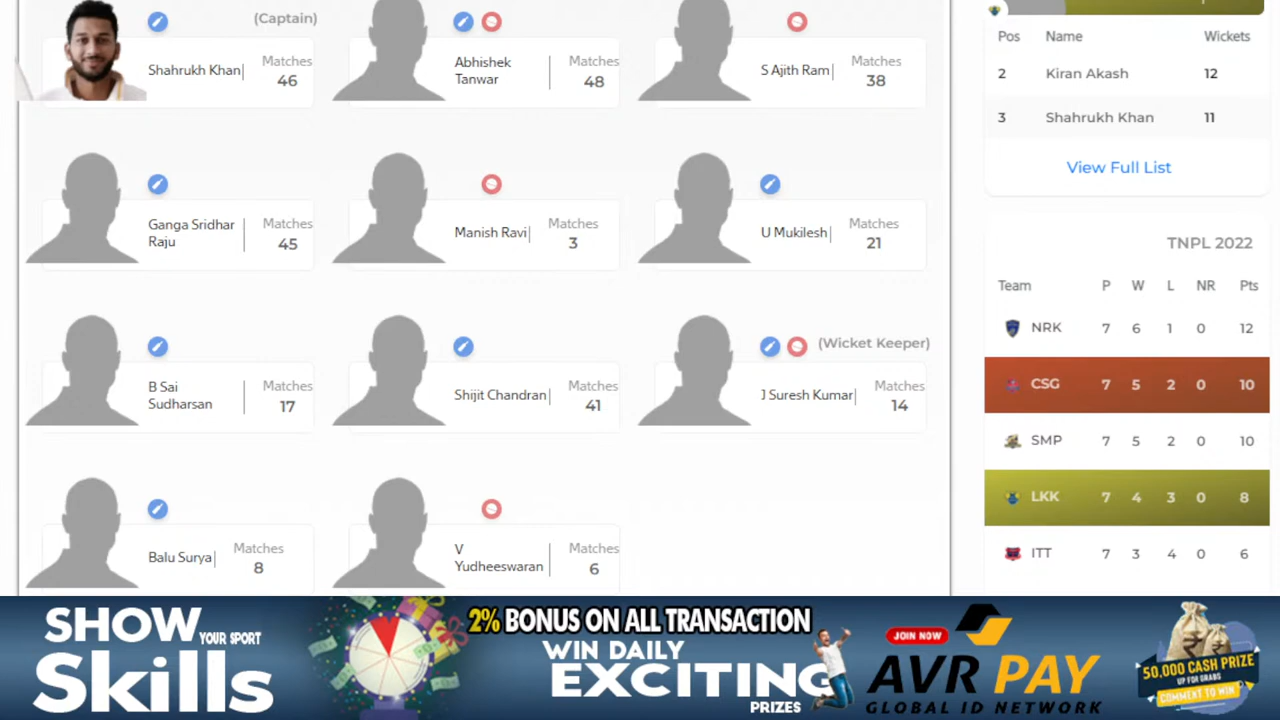 (Captain)
Shahrukh Khan
Matches
46
Abhishek
Tanwar
Matches
48
S Ajith Ram
Matches
38
Ganga Sridhar
Raju
Matches
45
Manish Ravi
Matches
3
U Mukilesh
Matches
21
B Sai
Sudharsan
Matches
17
Shijit Chandran
Matches
41
(Wicket Keeper)
J Suresh Kumar
Matches
14
Balu Surya
Matches
8
V
Yudheeswaran
Matches
6
Pos Name Wickets
2 Kiran Akash 12
3 Shahrukh Khan 11
View Full List
TNPL 2022
Team P W L NR Pts
NRK 7 6 1 0 12
CSG 7 5 2 0 10
SMP 7 5 2 0 10
LKK 7 4 3 0 8
ITT 7 3 4 0 6
SHOW YOUR SPORT
Skills
2% BONUS ON ALL TRANSACTION
WIN DAILY
EXCITING
PRIZES
JOIN NOW
AVR PAY
GLOBAL ID NETWORK
50,000 CASH PRIZE
UP FOR GRABS
COMMENT TO WIN